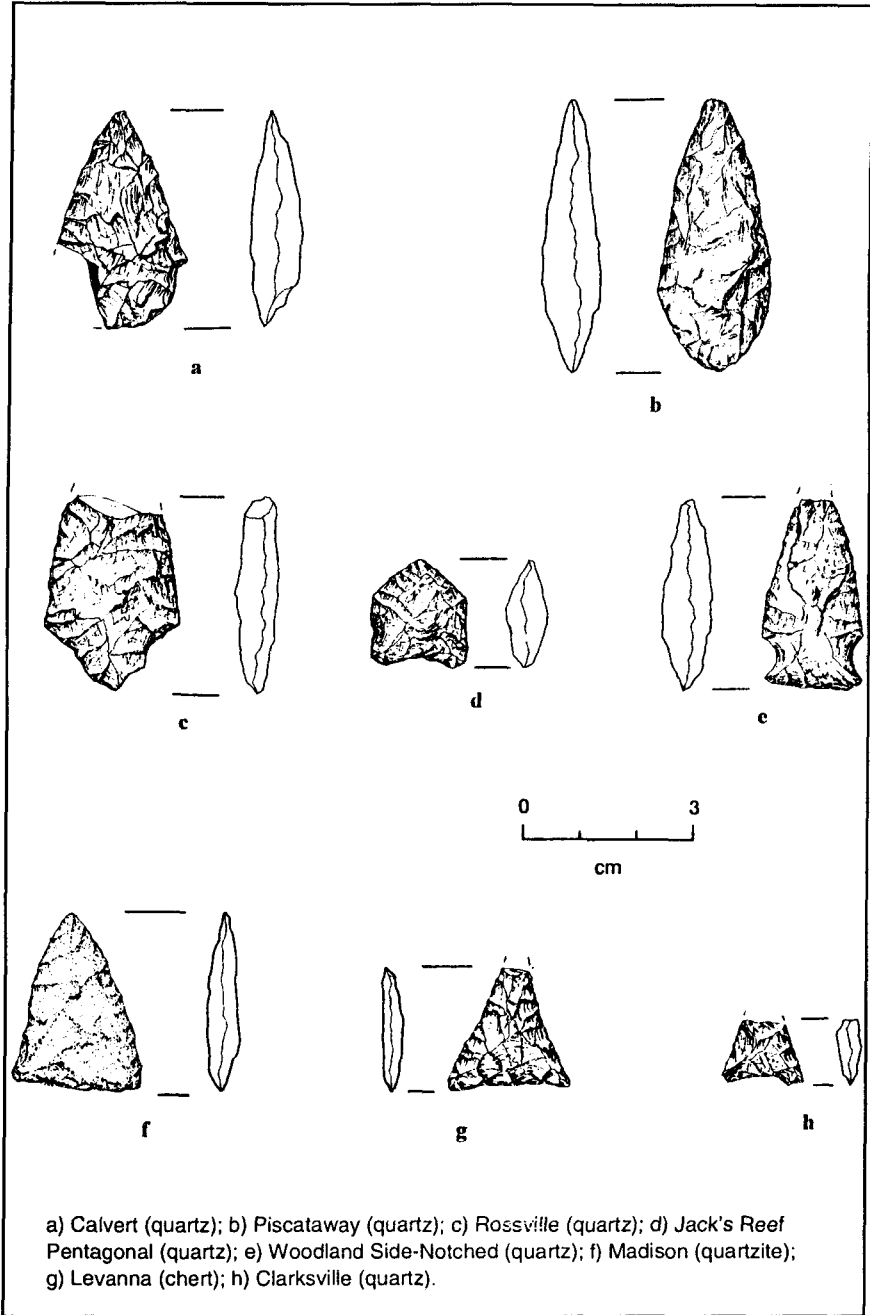 a
b
c
d
e
0 3
cm
f
g
h
a) Calvert (quartz); b) Piscataway (quartz); c) Rossville (quartz); d) Jack's Reef
Pentagonal (quartz); e) Woodland Side-Notched (quartz); f) Madison (quartzite);
g) Levanna (chert); h) Clarksville (quartz).